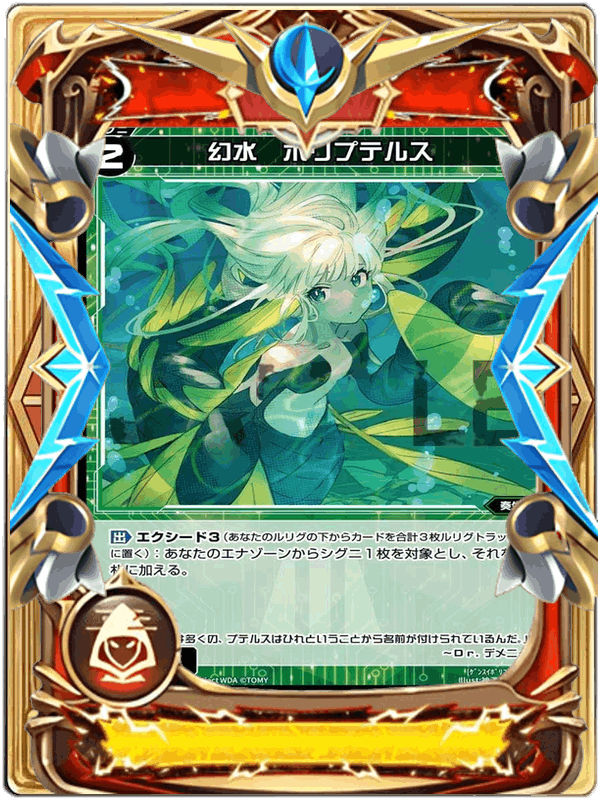 2
幻水 ポリプテルス
出 エクシード3(あなたのルリグの下からカードを合計3枚ルリグトラッ
に置く):あなたのエナゾーンからシグニ1枚を対象とし、それを
札に加える。
多くの、プテルスはひれということから名前が付けられているんだ。
~Dr. デメニ
WDA ©TOMY